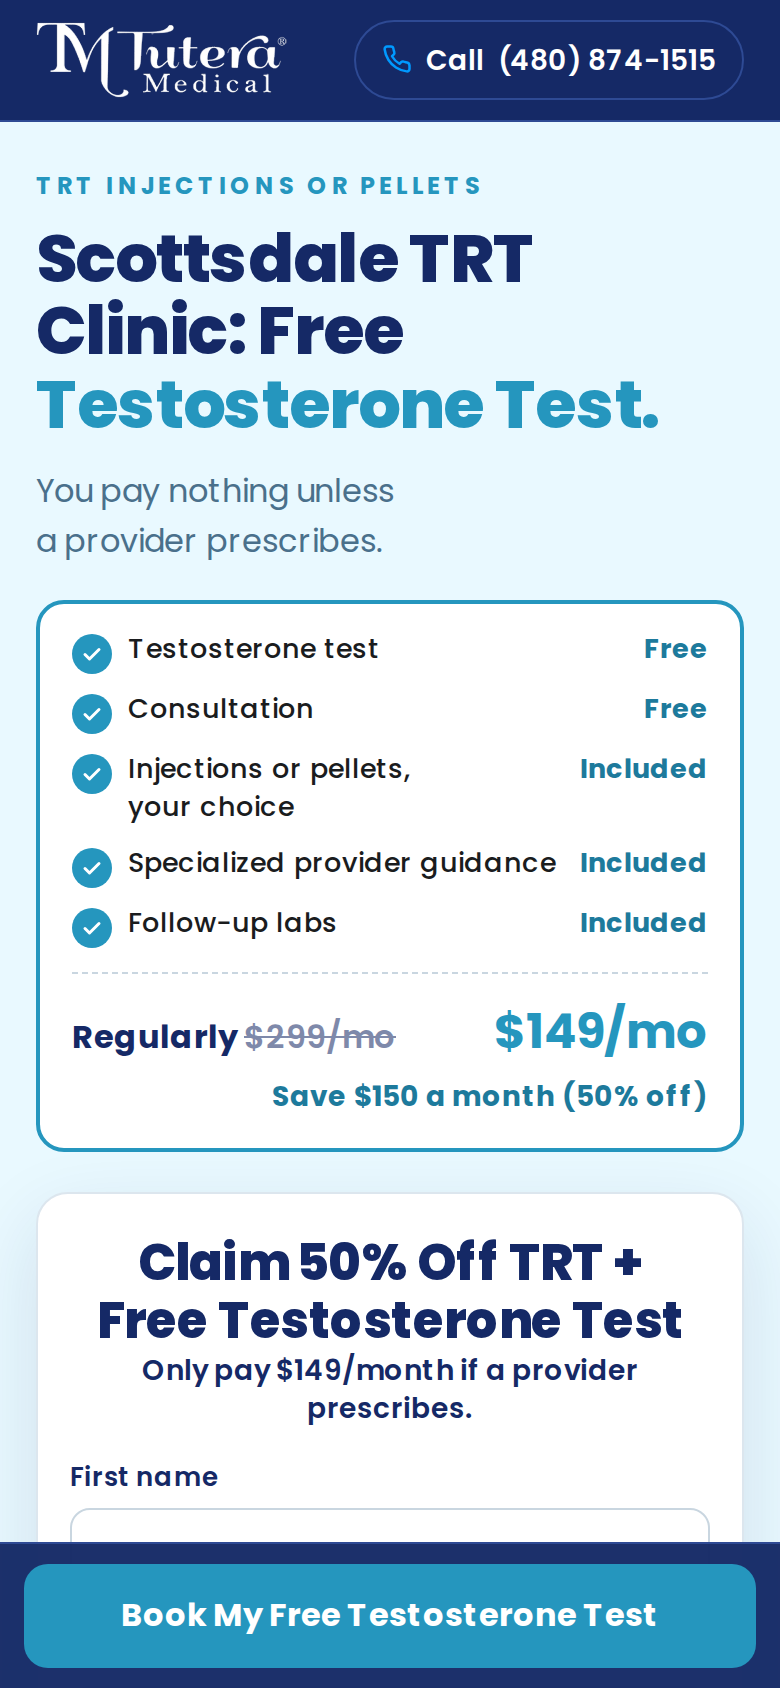 TM Tutera®
Medical
Call (480) 874-1515
TRT INJECTIONS OR PELLETS
Scottsdale TRT
Clinic: Free
Testosterone Test.
You pay nothing unless
a provider prescribes.
Testosterone test Free
Consultation Free
Injections or pellets, Included
your choice
Specialized provider guidance Included
Follow-up labs Included
Regularly $299/mo $149/mo
Save $150 a month (50% off)
Claim 50% Off TRT +
Free Testosterone Test
Only pay $149/month if a provider
prescribes.
First name
Book My Free Testosterone Test